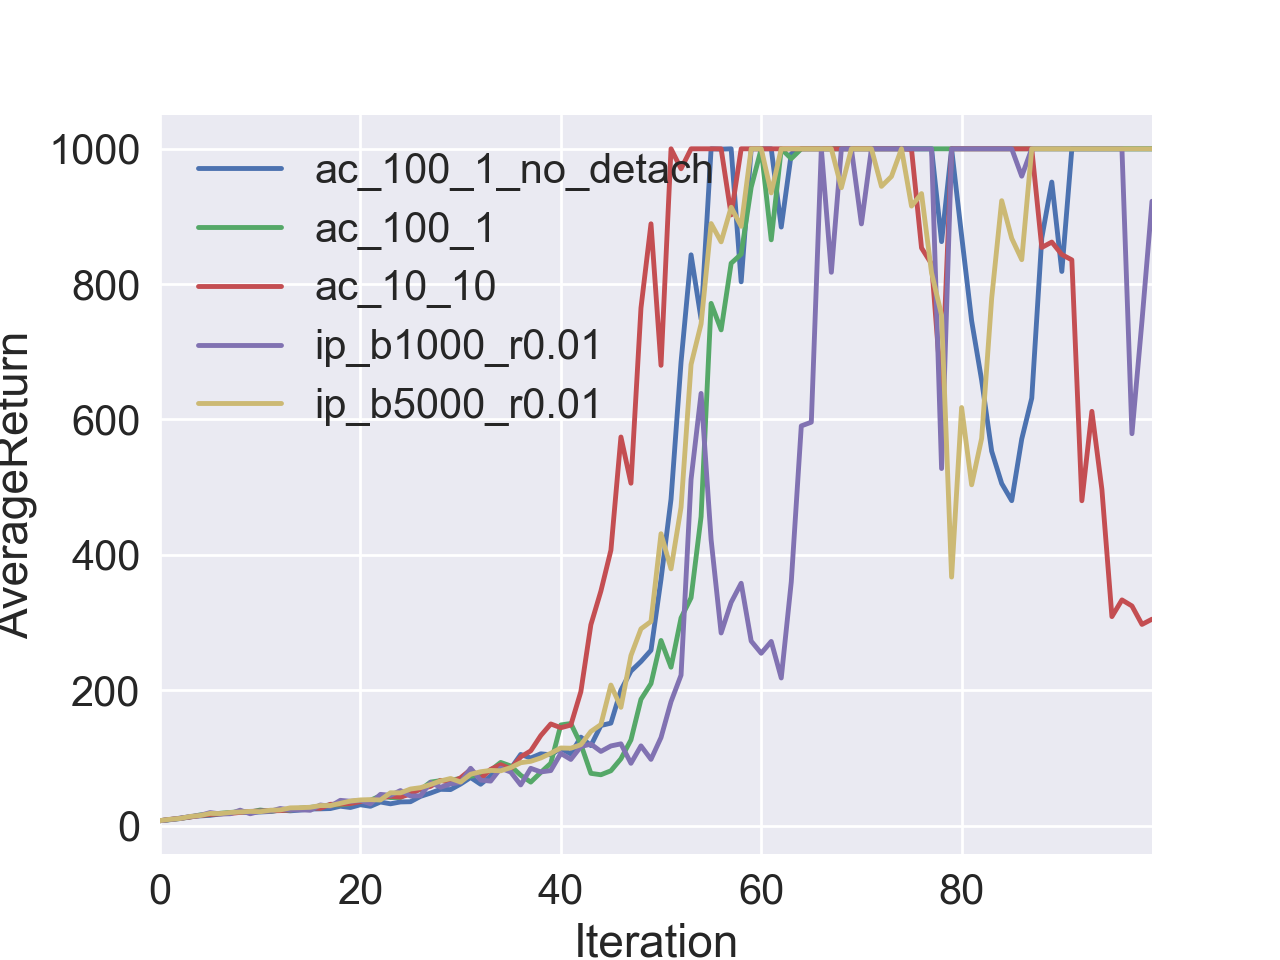 1000
800
600
400
200
0
AverageReturn
ac_100_1_no_detach
ac_100_1
ac_10_10
ip_b1000_r0.01
ip_b5000_r0.01
0 20 40 60 80
Iteration